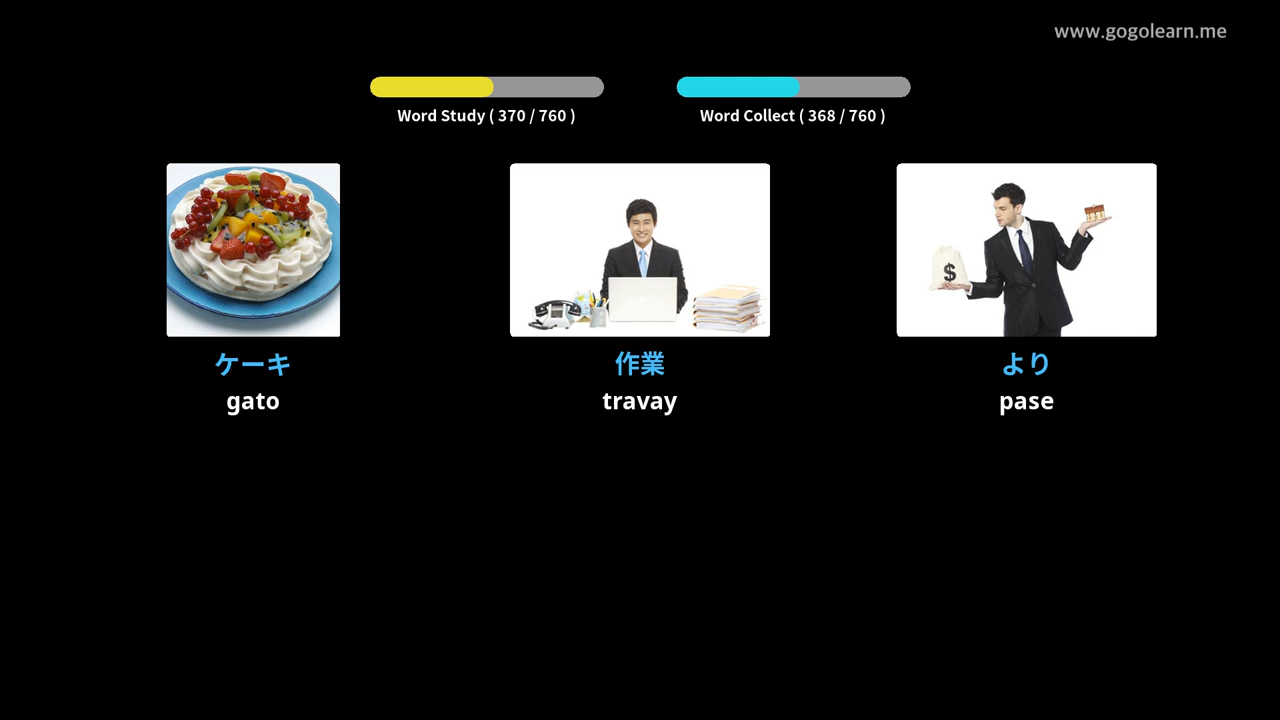 www.gogolearn.me
Word Study ( 370 / 760 )
Word Collect ( 368 / 760 )
$
$
ケーキ
gato
作業
travay
より
pase